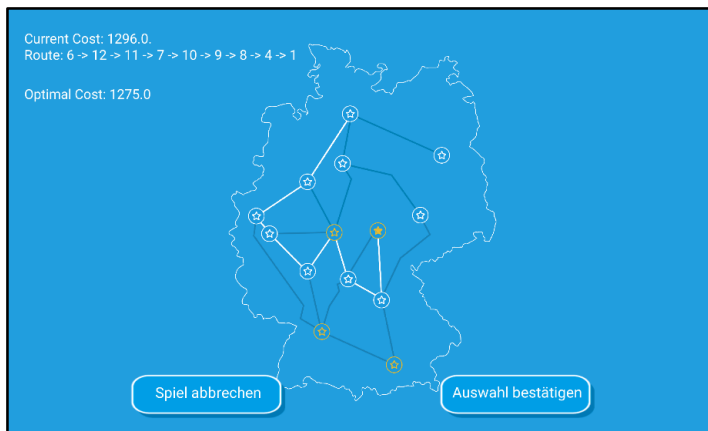 Current Cost: 1296.0.
Route: 6 -> 12 -> 11 -> 7 -> 10 -> 9 -> 8 -> 4 -> 1
Optimal Cost: 1275.0
Spiel abbrechen
Auswahl bestätigen